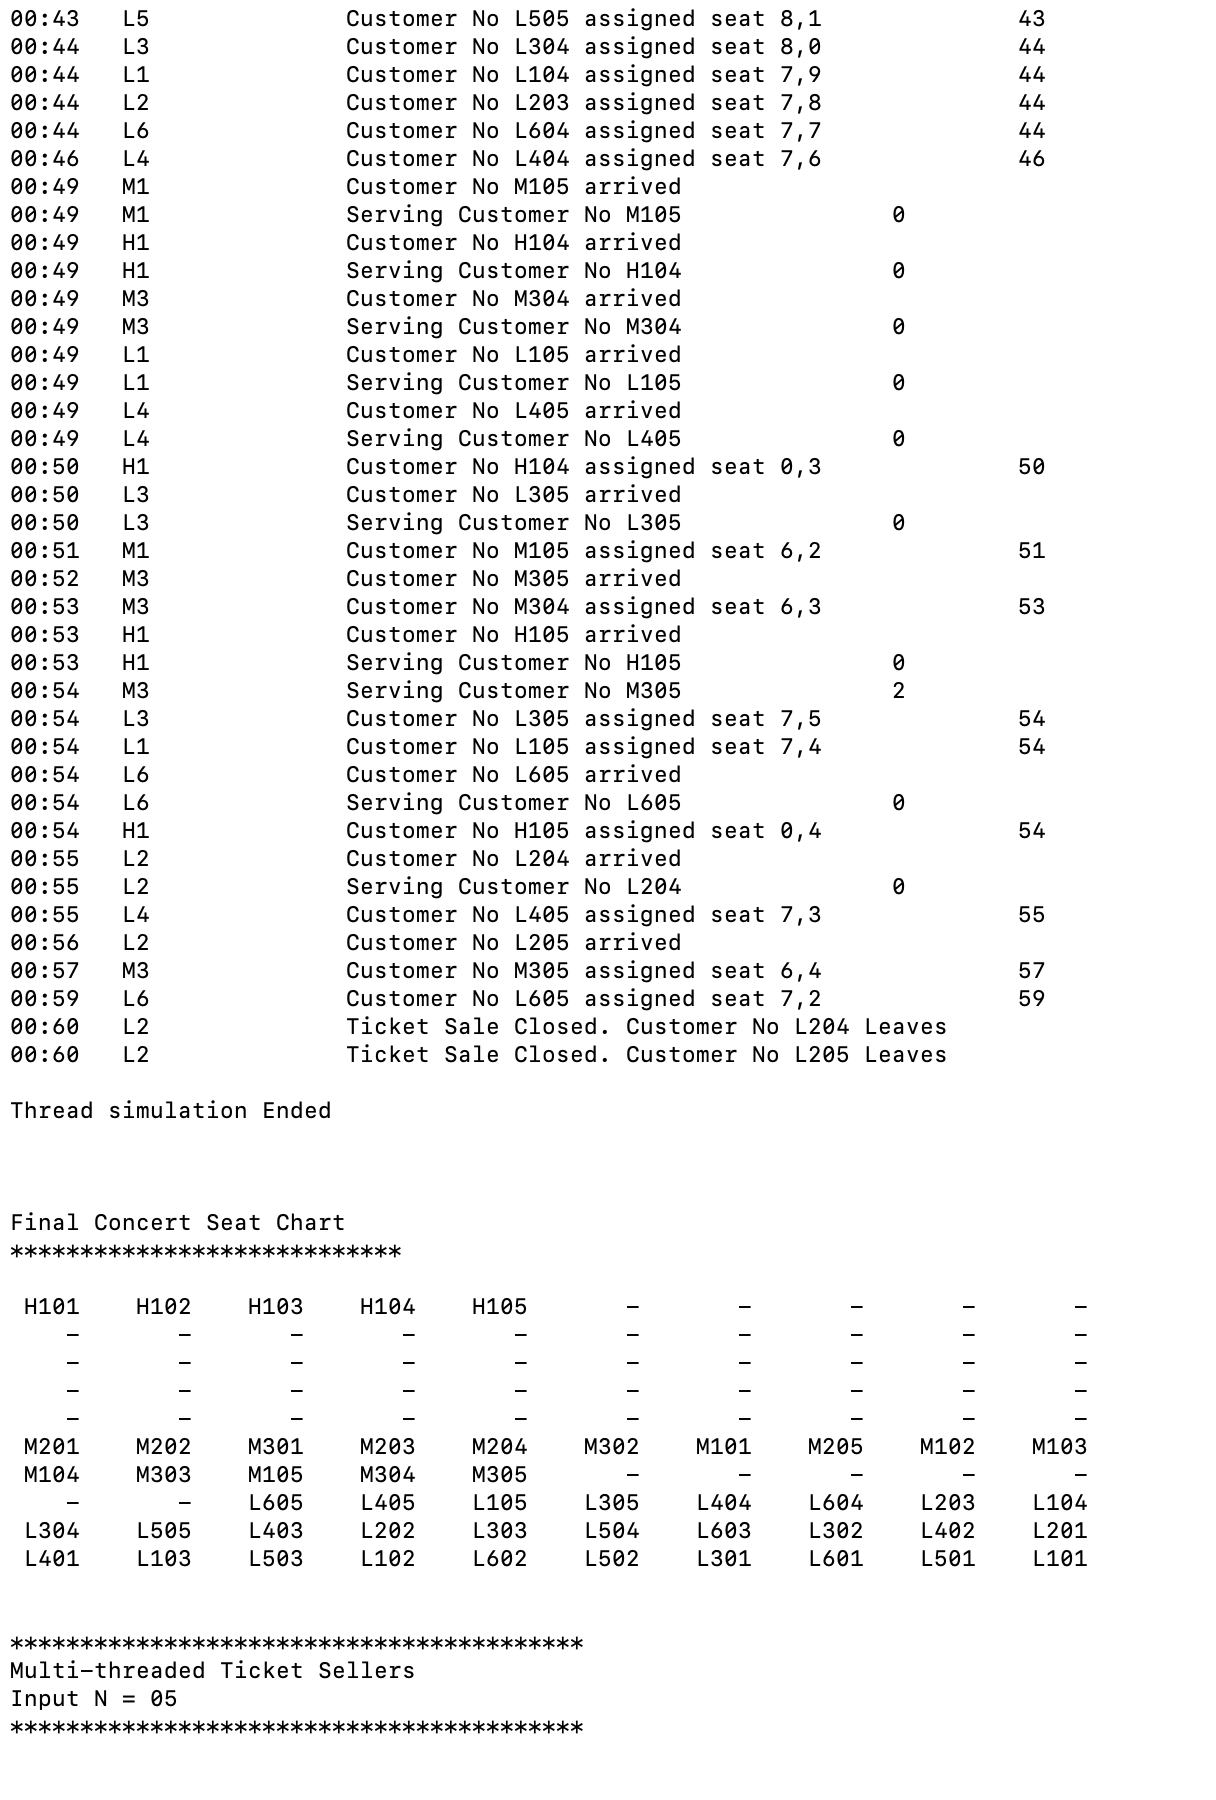 00:43   L5                Customer No L505 assigned seat 8,1              43
00:44   L3                Customer No L304 assigned seat 8,0              44
00:44   L1                Customer No L104 assigned seat 7,9              44
00:44   L2                Customer No L203 assigned seat 7,8              44
00:44   L6                Customer No L604 assigned seat 7,7              44
00:46   L4                Customer No L404 assigned seat 7,6              46
00:49   M1                Customer No M105 arrived
00:49   M1                Serving Customer No M105               0
00:49   H1                Customer No H104 arrived
00:49   H1                Serving Customer No H104               0
00:49   M3                Customer No M304 arrived
00:49   M3                Serving Customer No M304               0
00:49   L1                Customer No L105 arrived
00:49   L1                Serving Customer No L105               0
00:49   L4                Customer No L405 arrived
00:49   L4                Serving Customer No L405               0
00:50   H1                Customer No H104 assigned seat 0,3              50
00:50   L3                Customer No L305 arrived
00:50   L3                Serving Customer No L305               0
00:51   M1                Customer No M105 assigned seat 6,2              51
00:52   M3                Customer No M305 arrived
00:53   M3                Customer No M304 assigned seat 6,3              53
00:53   H1                Customer No H105 arrived
00:53   H1                Serving Customer No H105               0
00:54   M3                Serving Customer No M305               2
00:54   L3                Customer No L305 assigned seat 7,5              54
00:54   L1                Customer No L105 assigned seat 7,4              54
00:54   L6                Customer No L605 arrived
00:54   L6                Serving Customer No L605               0
00:54   H1                Customer No H105 assigned seat 0,4              54
00:55   L2                Customer No L204 arrived
00:55   L2                Serving Customer No L204               0
00:55   L4                Customer No L405 assigned seat 7,3              55
00:56   L2                Customer No L205 arrived
00:57   M3                Customer No M305 assigned seat 6,4              57
00:59   L6                Customer No L605 assigned seat 7,2              59
00:60   L2                Ticket Sale Closed. Customer No L204 Leaves
00:60   L2                Ticket Sale Closed. Customer No L205 Leaves
Thread simulation Ended
Final Concert Seat Chart
****************************
 H101    H102    H103    H104    H105       -       -       -       -       -
    -       -       -       -       -       -       -       -       -       -
    -       -       -       -       -       -       -       -       -       -
    -       -       -       -       -       -       -       -       -       -
    -       -       -       -       -       -       -       -       -       -
 M201    M202    M301    M203    M204    M302    M101    M205    M102    M103
 M104    M303    M105    M304    M305       -       -       -       -       -
    -       -    L605    L405    L105    L305    L404    L604    L203    L104
 L304    L505    L403    L202    L303    L504    L603    L302    L402    L201
 L401    L103    L503    L102    L602    L502    L301    L601    L501    L101
*****************************************
Multi-threaded Ticket Sellers
Input N = 05
*****************************************